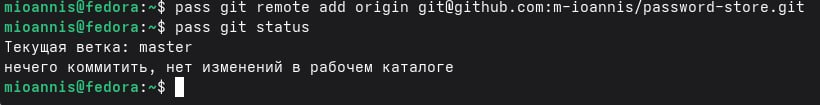 mioannis@fedora:~$ pass git remote add origin git@github.com:m-ioannis/password-store.git
mioannis@fedora:~$ pass git status
Текущая ветка: master
нечего коммитить, нет изменений в рабочем каталоге
mioannis@fedora:~$